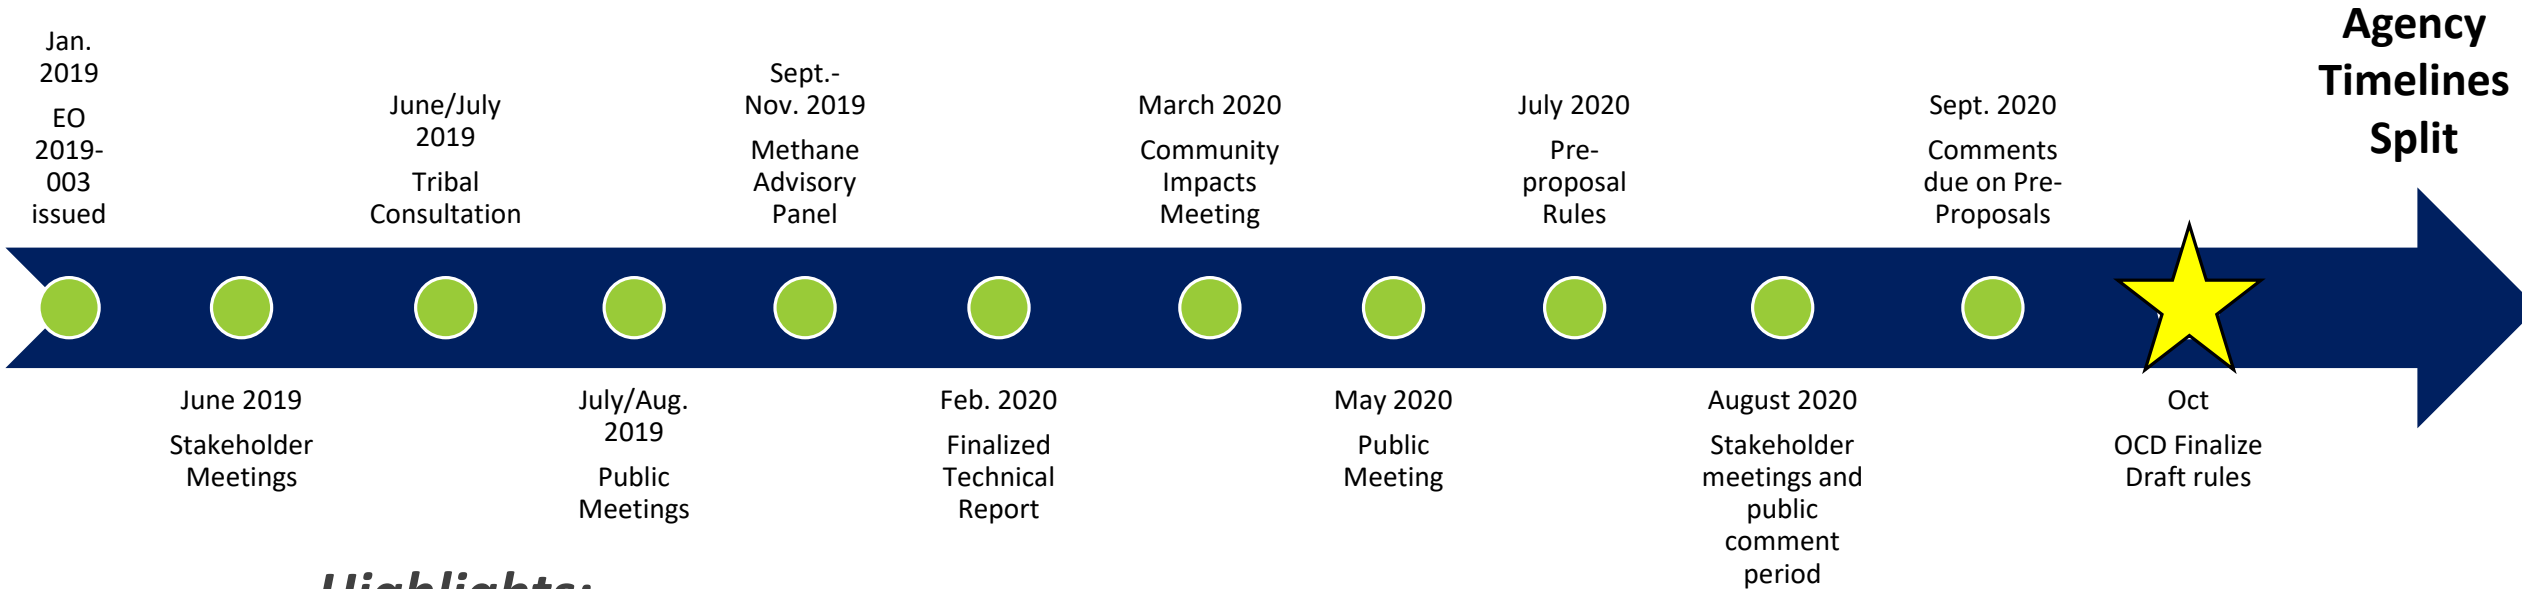 Jan.
2019
EO
2019-
003
issued
June 2019
Stakeholder
Meetings
June/July
2019
Tribal
Consultation
July/Aug.
2019
Public
Meetings
Sept.-
Nov. 2019
Methane
Advisory
Panel
Feb. 2020
Finalized
Technical
Report
March 2020
Community
Impacts
Meeting
May 2020
Public
Meeting
July 2020
Pre-
proposal
Rules
August 2020
Stakeholder
meetings and
public
comment
period
Sept. 2020
Comments
due on Pre-
Proposals
Oct
OCD Finalize
Draft rules
Agency
Timelines
Split
Highlights: